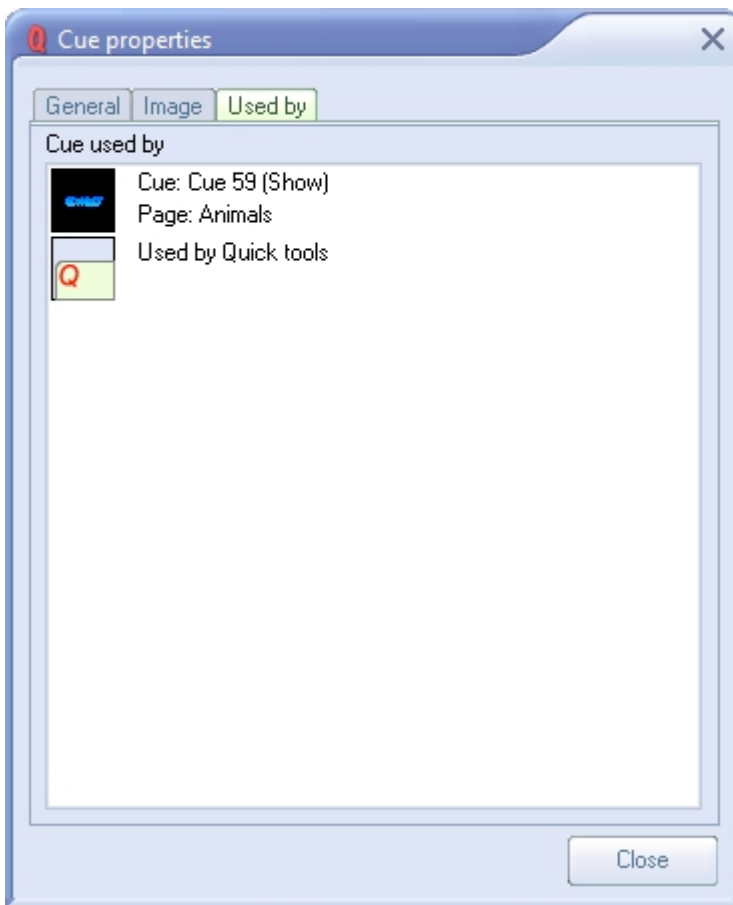 Cue properties
General Image Used by
Cue used by
Cue: Cue 59 (Show)
Page: Animals
Used by Quick tools
Q
Close